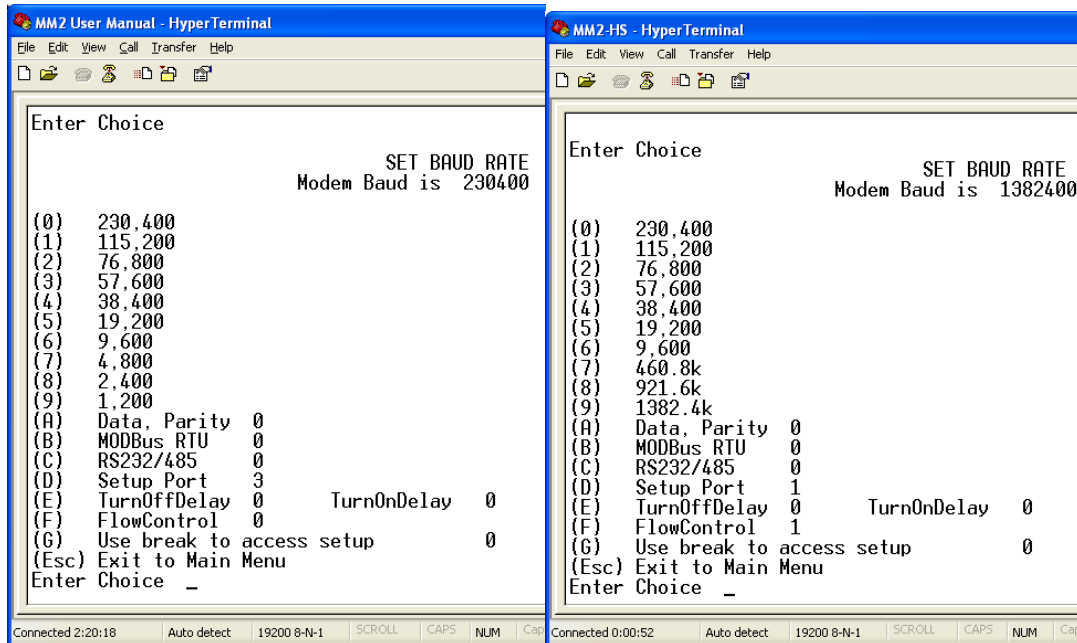 MM2 User Manual - HyperTerminal
File Edit View Call Transfer Help
Enter Choice
SET BAUD RATE
Modem Baud is 230400
(0) 230,400
(1) 115,200
(2) 76,800
(3) 57,600
(4) 38,400
(5) 19,200
(6) 9,600
(7) 4,800
(8) 2,400
(9) 1,200
(A) Data, Parity 0
(B) MODBus RTU 0
(C) RS232/485 0
(D) Setup Port 3
(E) TurnOffDelay 0 TurnOnDelay 0
(F) FlowControl 0
(G) Use break to access setup 0
(Esc) Exit to Main Menu
Enter Choice _
Connected 2:20:18 Auto detect 19200 8-N-1 SCROLL CAPS NUM Cap
MM2-HS - HyperTerminal
File Edit View Call Transfer Help
Enter Choice
SET BAUD RATE
Modem Baud is 1382400
(0) 230,400
(1) 115,200
(2) 76,800
(3) 57,600
(4) 38,400
(5) 19,200
(6) 9,600
(7) 460.8k
(8) 921.6k
(9) 1382.4k
(A) Data, Parity 0
(B) MODBus RTU 0
(C) RS232/485 0
(D) Setup Port 1
(E) TurnOffDelay 0 TurnOnDelay 0
(F) FlowControl 1
(G) Use break to access setup 0
(Esc) Exit to Main Menu
Enter Choice _
Connected 0:00:52 Auto detect 19200 8-N-1 SCROLL CAPS NUM Cap